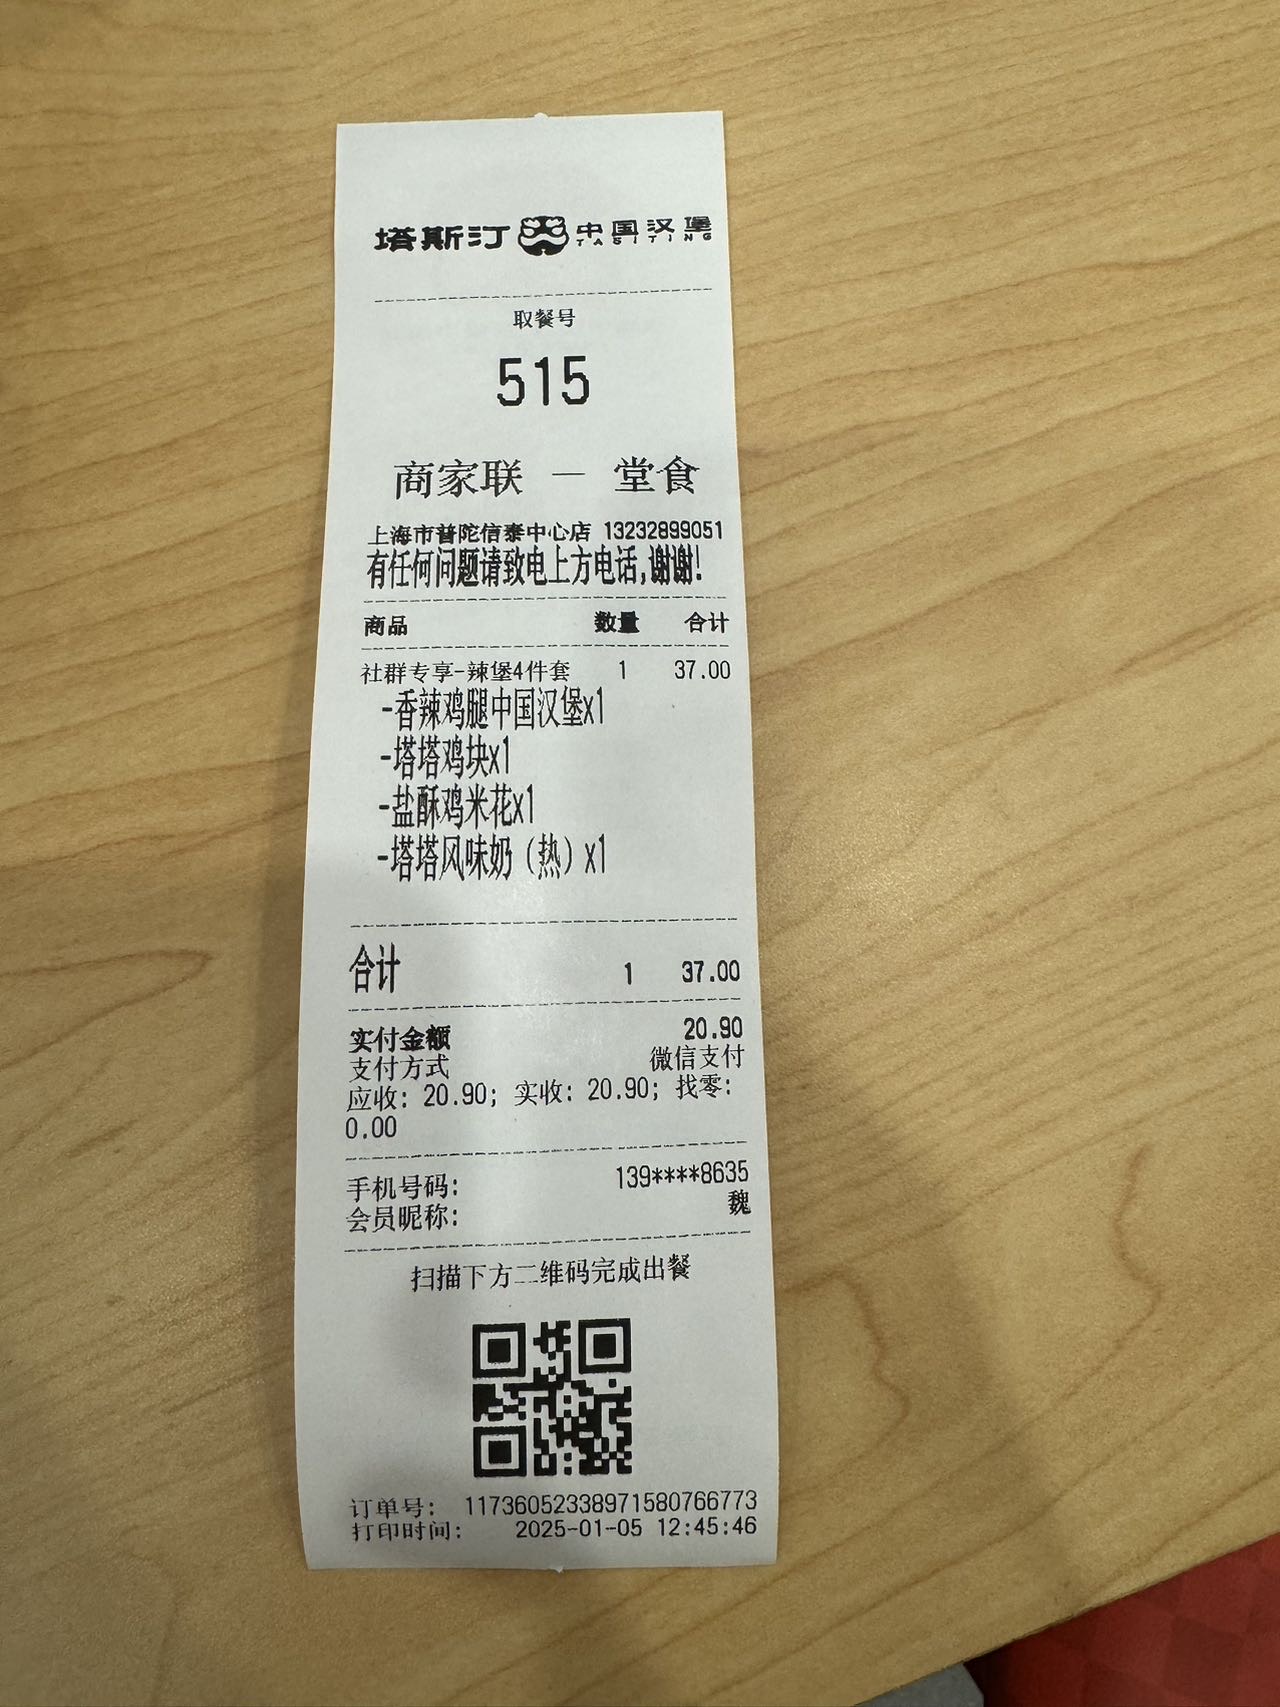 塔斯汀 中国汉堡
TASITING
取餐号
515
商家联 — 堂食
上海市普陀信泰中心店 13232899051
有任何问题请致电上方电话,谢谢!
商品 数量 合计
社群专享-辣堡4件套 1 37.00
-香辣鸡腿中国汉堡x1
-塔塔鸡块x1
-盐酥鸡米花x1
-塔塔风味奶（热）x1
合计 1 37.00
实付金额 20.90
支付方式 微信支付
应收: 20.90; 实收: 20.90; 找零:
0.00
手机号码: 139****8635
会员昵称: 魏
扫描下方二维码完成出餐
订单号: 11736052338971580766773
打印时间: 2025-01-05 12:45:46